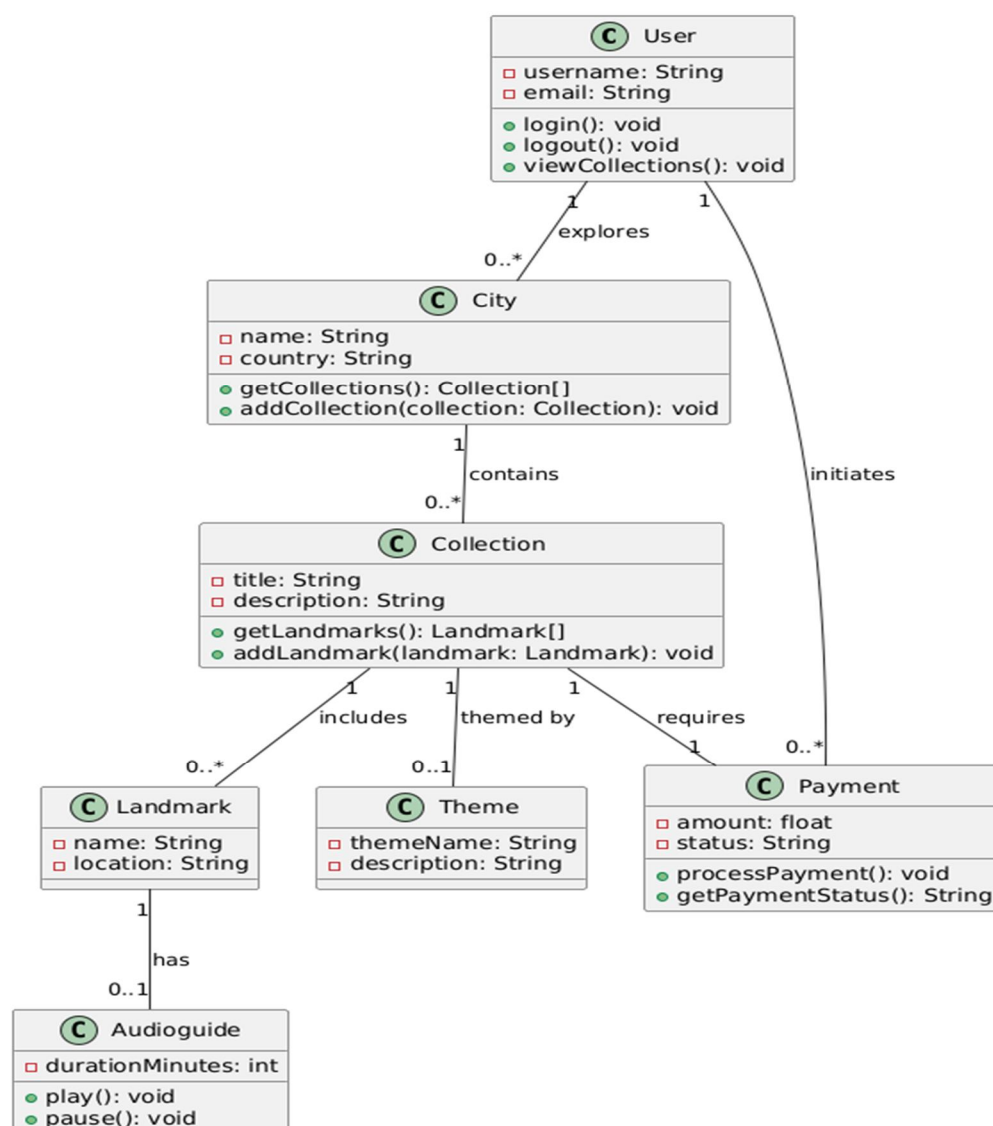 C User
username: String
email: String
login(): void
logout(): void
viewCollections(): void
1
1
explores
0..*
C City
name: String
country: String
getCollections(): Collection[]
addCollection(collection: Collection): void
1
contains
initiates
0..*
C Collection
title: String
description: String
getLandmarks(): Landmark[]
addLandmark(landmark: Landmark): void
1
1
1
includes
themed by
requires
0..*
0..1
1
0..*
C Landmark
name: String
location: String
C Theme
themeName: String
description: String
C Payment
amount: float
status: String
processPayment(): void
getPaymentStatus(): String
1
has
0..1
C Audioguide
durationMinutes: int
play(): void
pause(): void